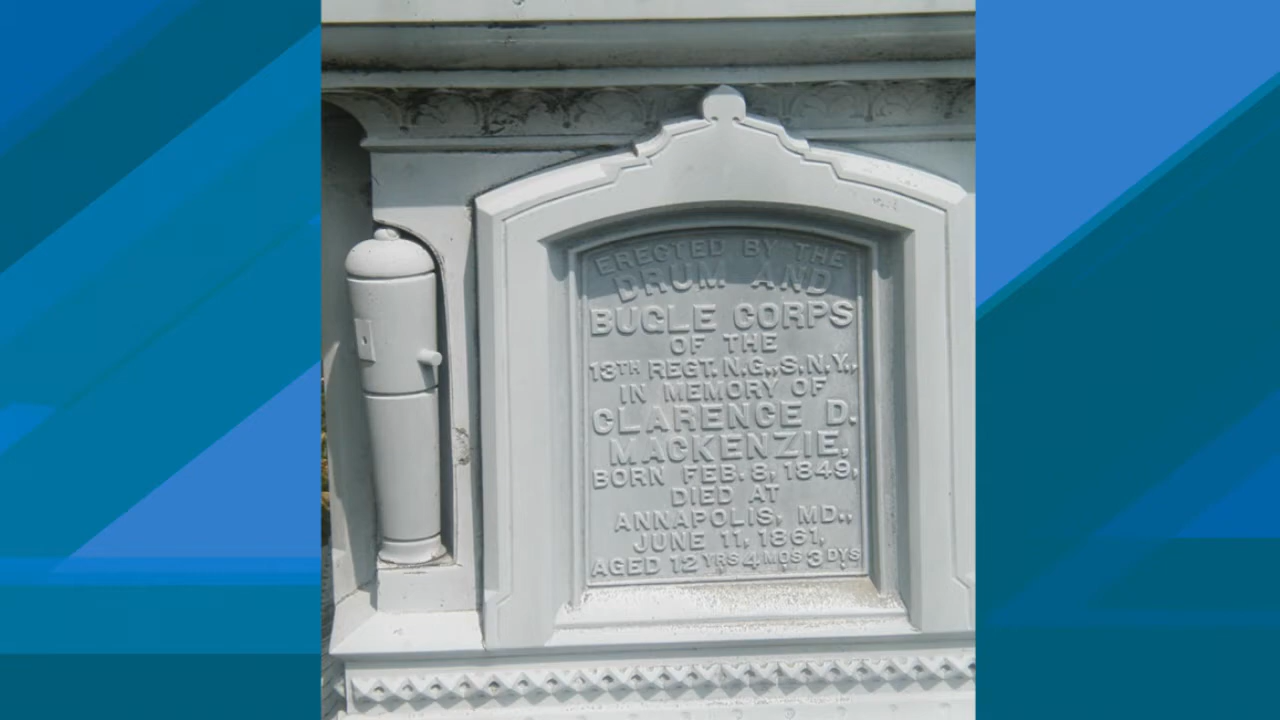 ERECTED BY THE
DRUM AND
BUGLE CORPS
OF THE
13TH REGT. N.G., S.N.Y.,
IN MEMORY OF
CLARENCE D.
MACKENZIE,
BORN FEB. 8, 1849,
DIED AT
ANNAPOLIS, MD.,
JUNE 11, 1861,
AGED 12 YRS 4 MOS 3 DYS